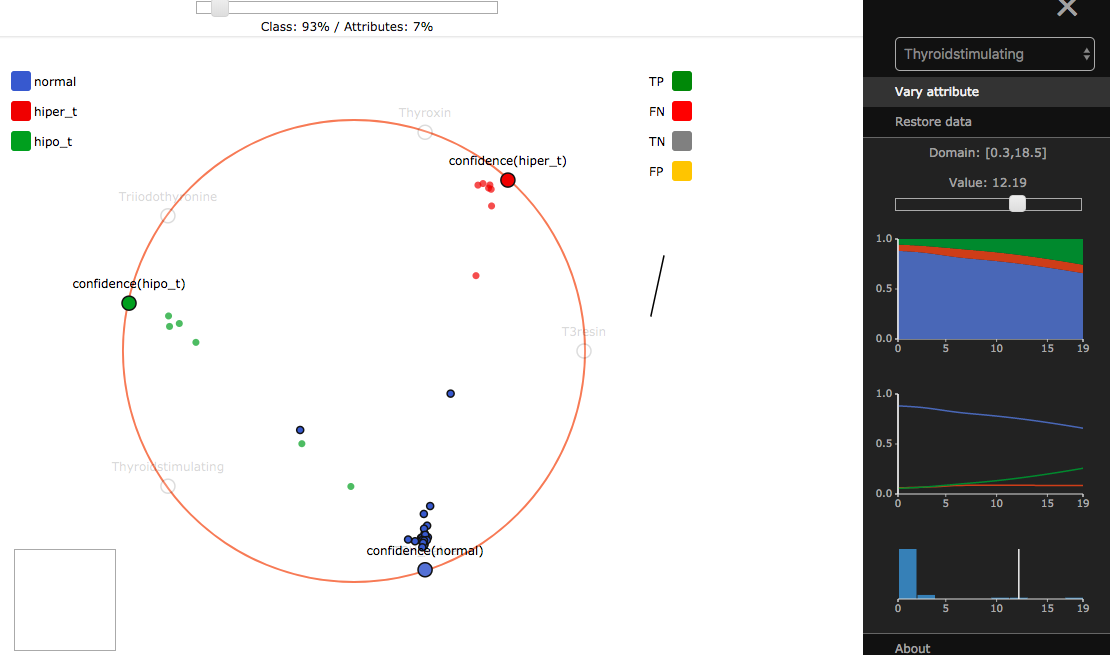 Class: 93% / Attributes: 7%
normal
hiper_t
hipo_t
TP
FN
TN
FP
Thyroxin
confidence(hiper_t)
Triiodothyronine
confidence(hipo_t)
T3resin
Thyroidstimulating
confidence(normal)
Thyroidstimulating
Vary attribute
Restore data
Domain: [0.3,18.5]
Value: 12.19
1.0
0.5
0.0
0 5 10 15 19
1.0
0.5
0.0
0 5 10 15 19
0 5 10 15 19
About